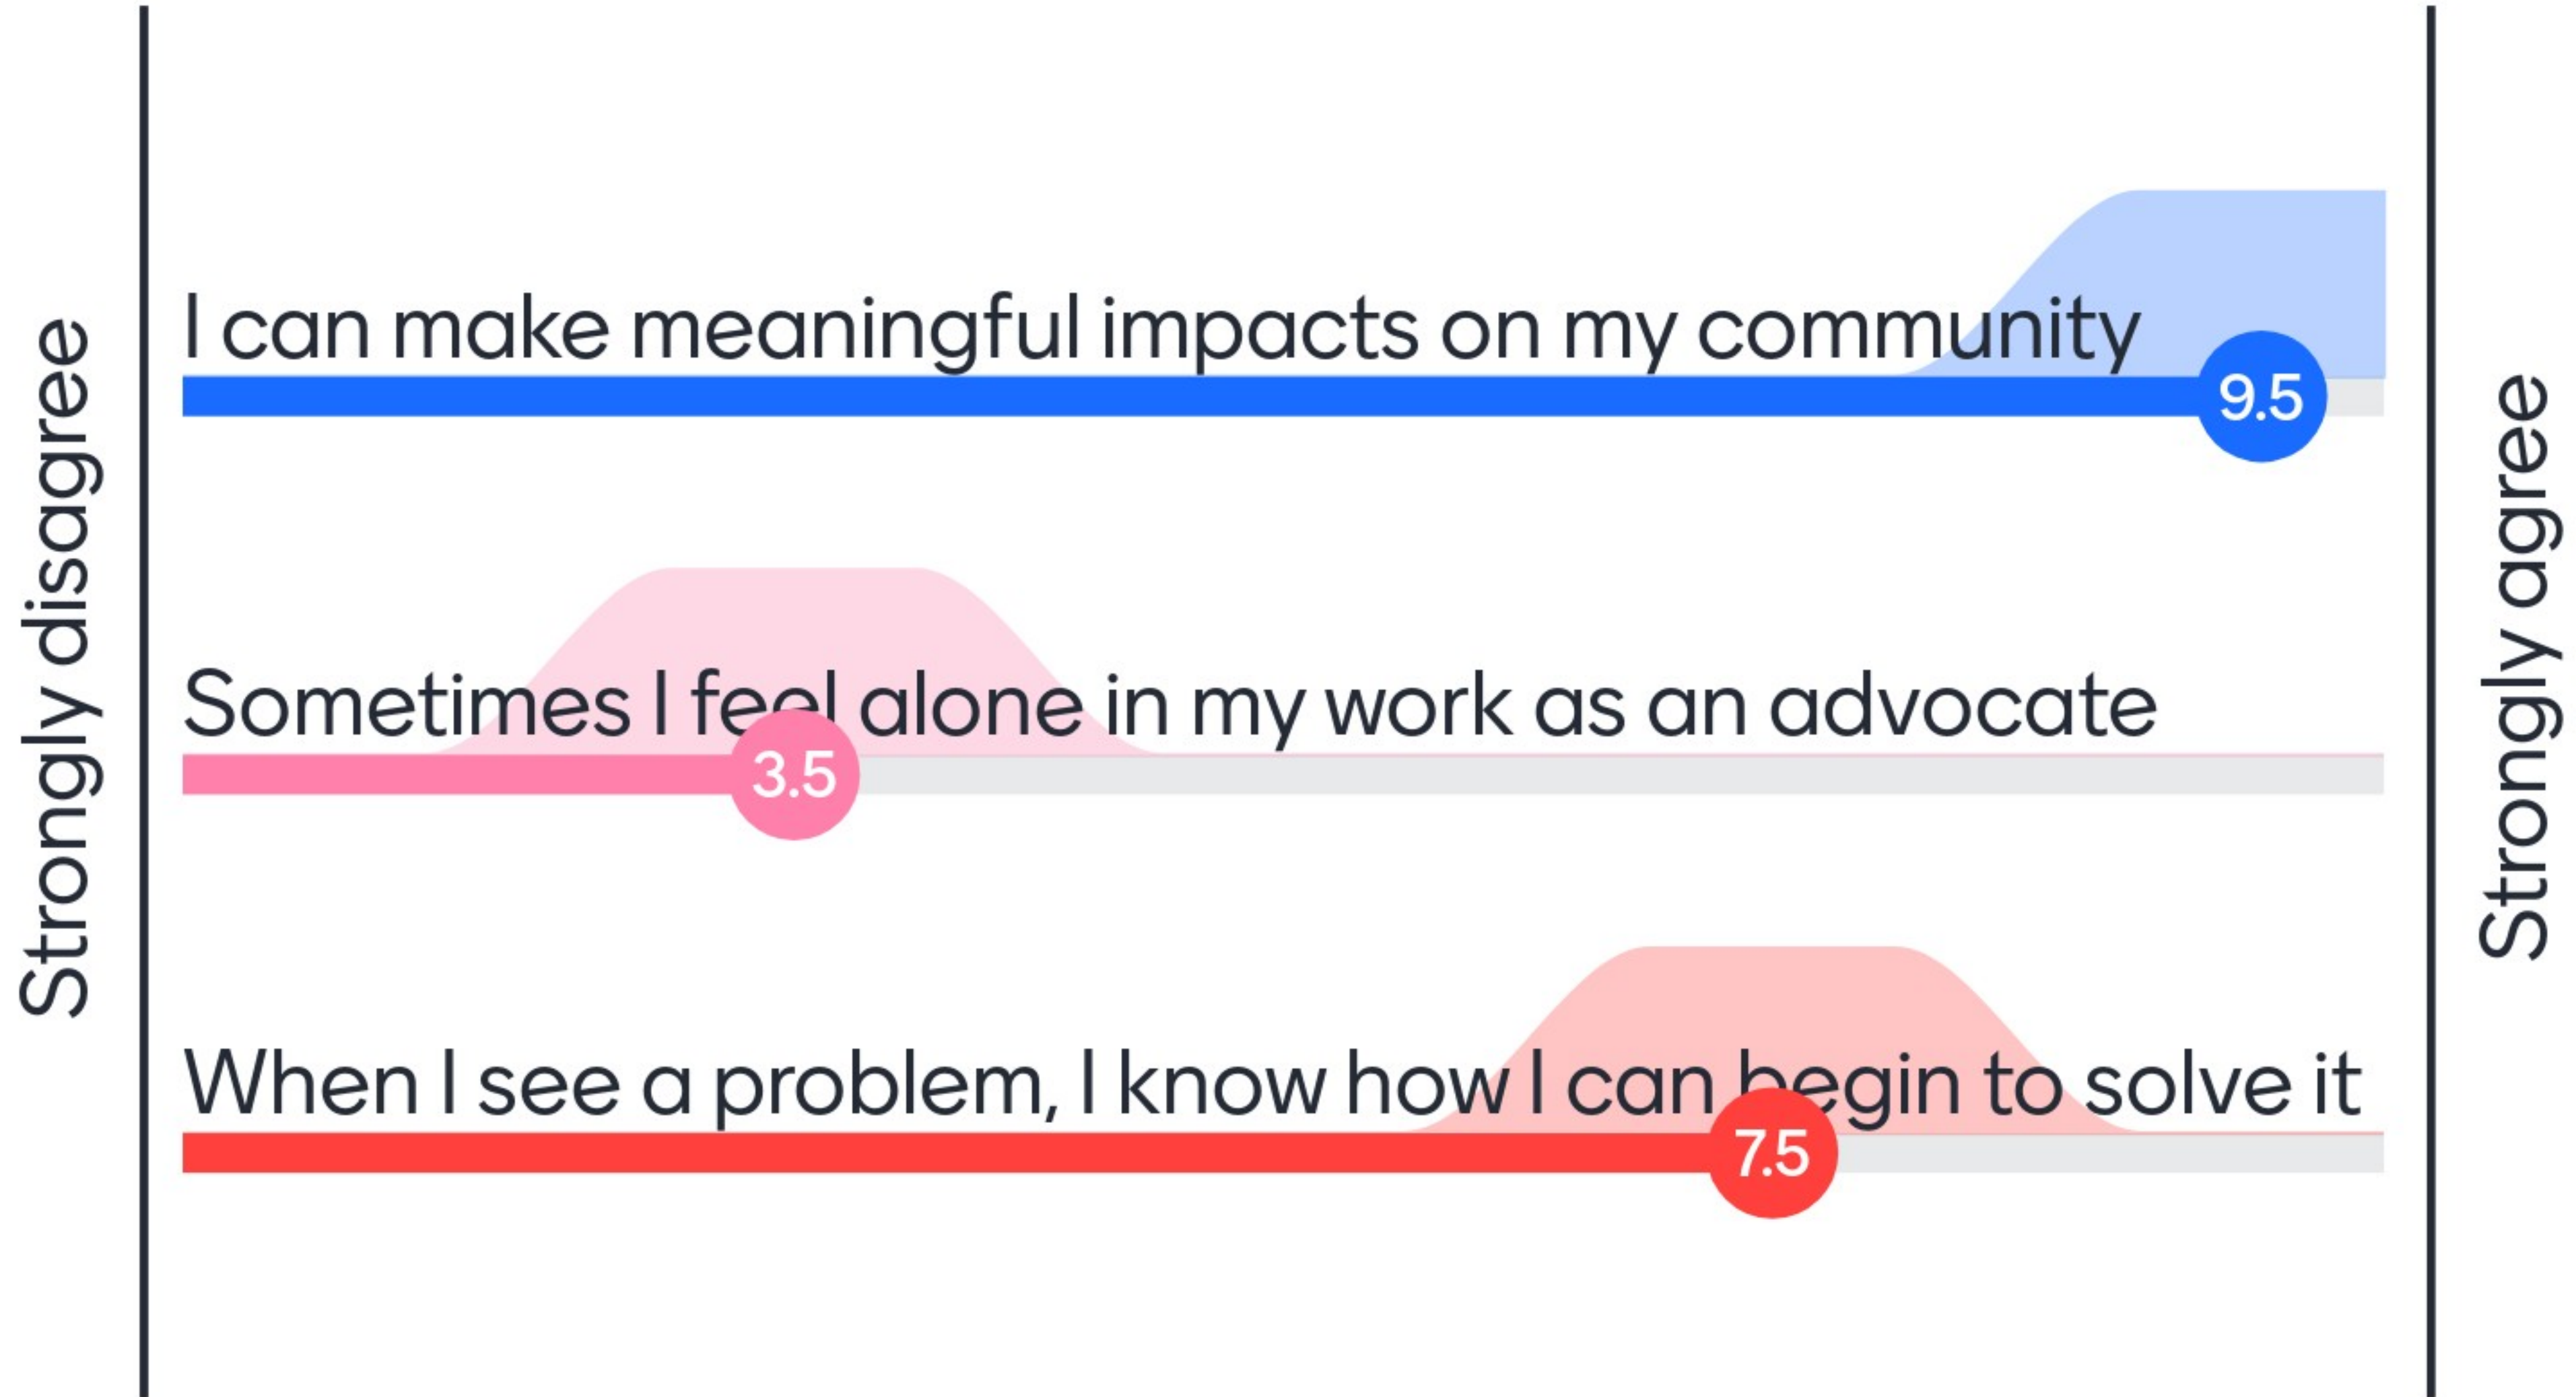 Strongly disagree
I can make meaningful impacts on my community
9.5
Sometimes I feel alone in my work as an advocate
3.5
When I see a problem, I know how I can begin to solve it
7.5
Strongly agree